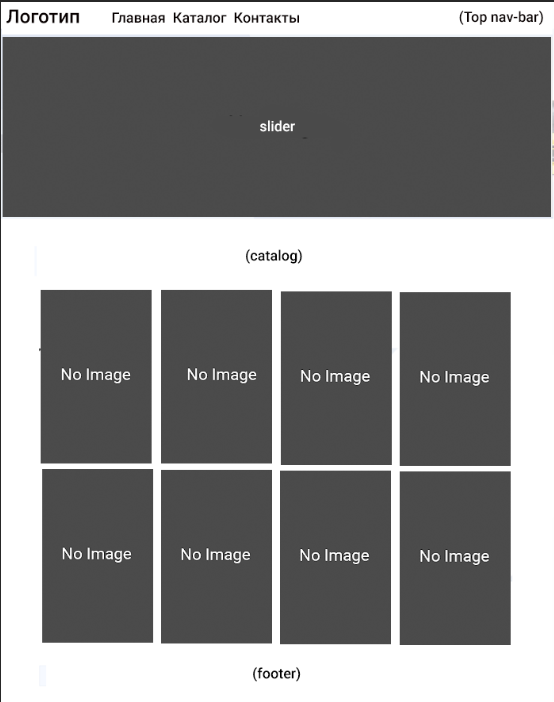 Логотип Главная Каталог Контакты (Top nav-bar)
slider
(catalog)
No Image No Image No Image No Image
No Image No Image No Image No Image
(footer)